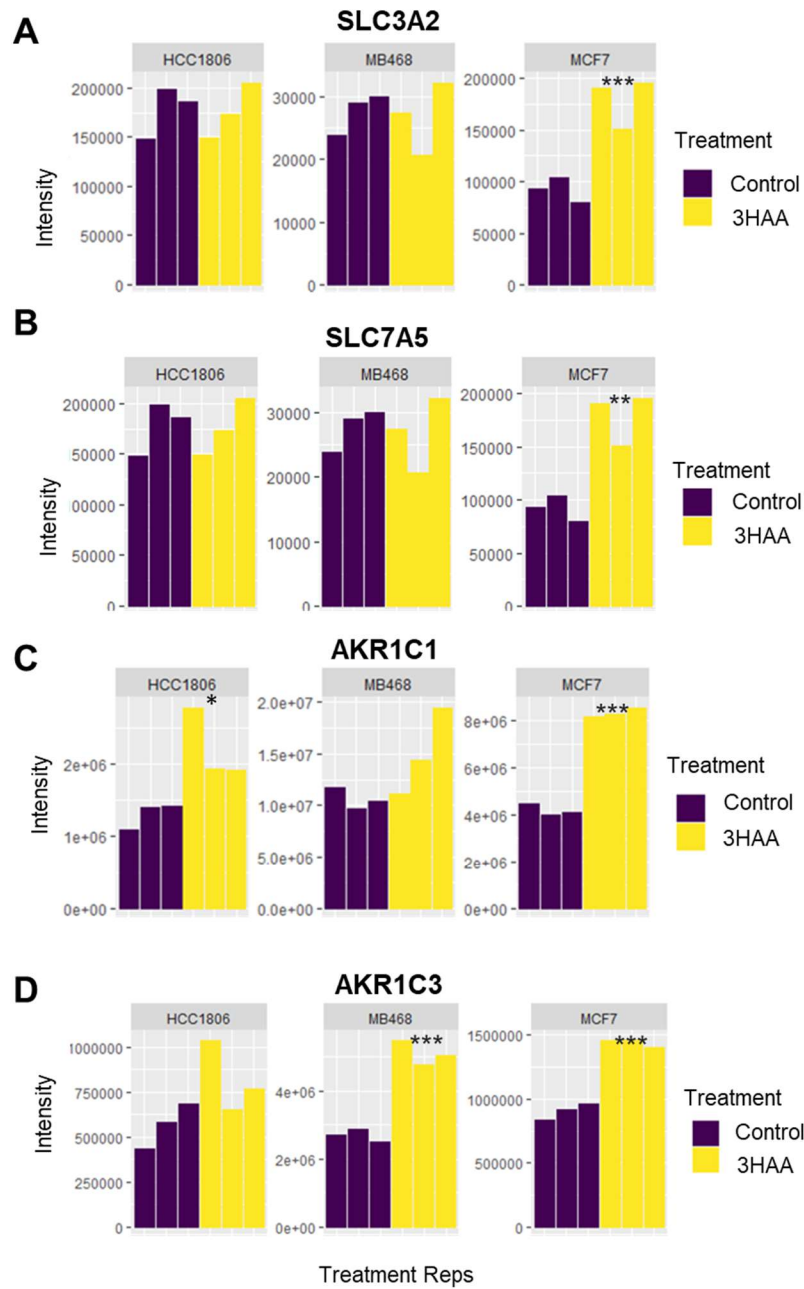 A
SLC3A2
HCC1806 MB468 MCF7
200000
150000
100000
50000
0
30000
20000
10000
0
200000
150000
100000
50000
0
***
Intensity
Treatment
Control
3HAA
B
SLC7A5
HCC1806 MB468 MCF7
200000
50000
00000
50000
0
30000
20000
10000
0
200000
150000
100000
50000
0
**
Intensity
Treatment
Control
3HAA
C
AKR1C1
HCC1806 MB468 MCF7
2e+06
1e+06
0e+00
*
2.0e+07
1.5e+07
1.0e+07
5.0e+06
0.0e+00
8e+06
6e+06
4e+06
2e+06
0e+00
***
Intensity
Treatment
Control
3HAA
D
AKR1C3
HCC1806 MB468 MCF7
1000000
750000
500000
250000
0
4e+06
2e+06
0e+00
***
1500000
1000000
500000
0
***
Intensity
Treatment
Control
3HAA
Treatment Reps